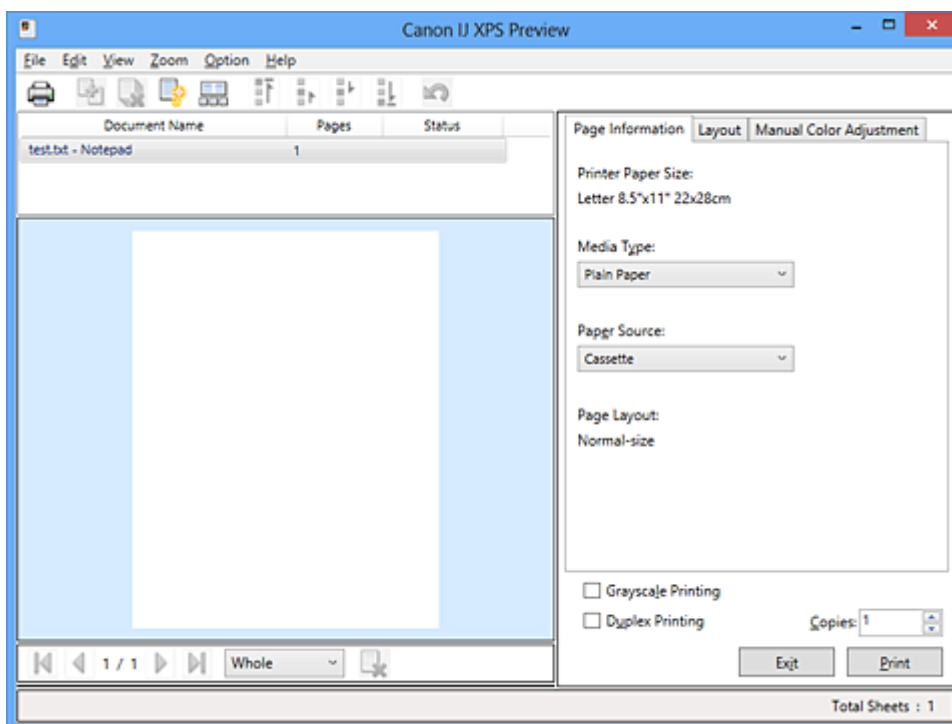 Canon IJ XPS Preview
File Edit View Zoom Option Help
Document Name Pages Status
test.txt - Notepad 1
Page Information Layout Manual Color Adjustment
Printer Paper Size:
Letter 8.5"x11" 22x28cm
Media Type:
Plain Paper
Paper Source:
Cassette
Page Layout:
Normal-size
Grayscale Printing
Duplex Printing Copies: 1
1 / 1 Whole
Exit Print
Total Sheets : 1